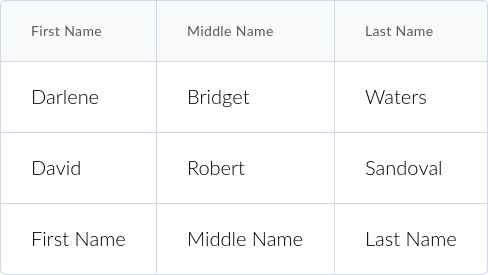 First Name Middle Name Last Name
Darlene Bridget Waters
David Robert Sandoval
First Name Middle Name Last Name